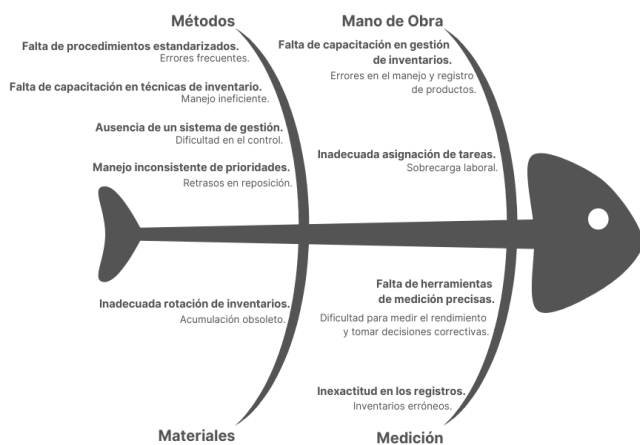 Métodos
Falta de procedimientos estandarizados.
Errores frecuentes.
Falta de capacitación en técnicas de inventario.
Manejo ineficiente.
Ausencia de un sistema de gestión.
Dificultad en el control.
Manejo inconsistente de prioridades.
Retrasos en reposición.
Mano de Obra
Falta de capacitación en gestión
de inventarios.
Errores en el manejo y registro
de productos.
Inadecuada asignación de tareas.
Sobrecarga laboral.
Inadecuada rotación de inventarios.
Acumulación obsoleto.
Materiales
Falta de herramientas
de medición precisas.
Dificultad para medir el rendimiento
y tomar decisiones correctivas.
Inexactitud en los registros.
Inventarios erróneos.
Medición